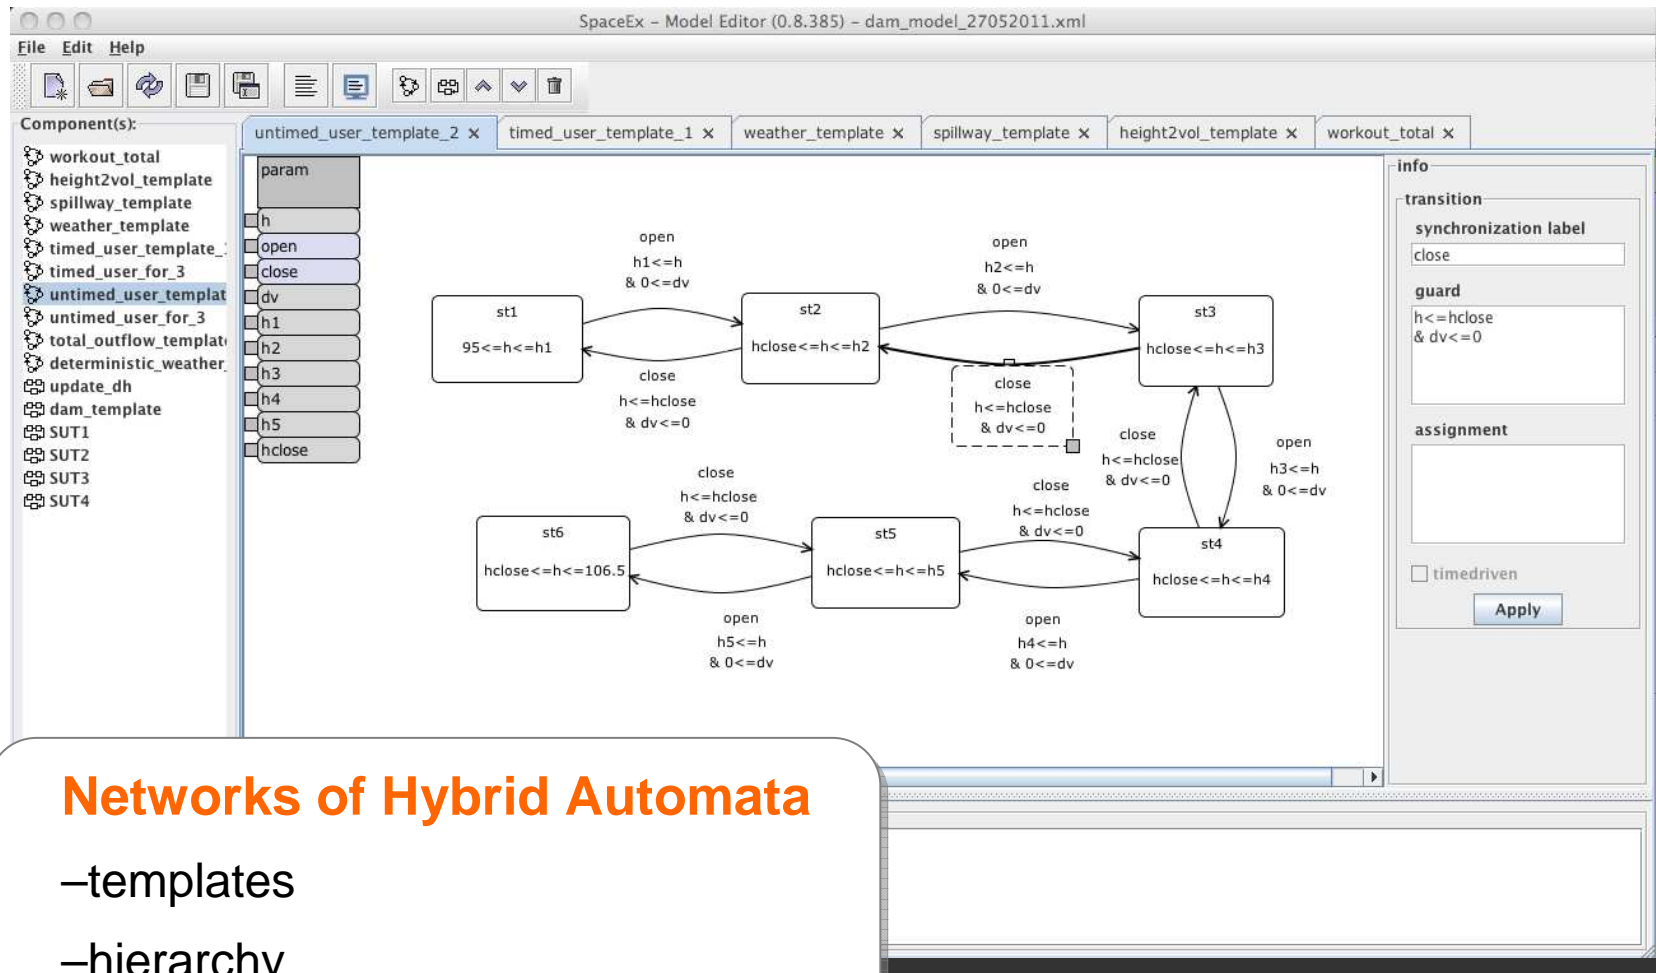 SpaceEx – Model Editor (0.8.385) – dam_model_27052011.xml
File Edit Help
Component(s):
workout_total
height2vol_template
spillway_template
weather_template
timed_user_template_
timed_user_for_3
untimed_user_templat
untimed_user_for_3
total_outflow_templat
deterministic_weather_
update_dh
dam_template
SUT1
SUT2
SUT3
SUT4
untimed_user_template_2 × timed_user_template_1 × weather_template × spillway_template × height2vol_template × workout_total ×
param
h
open
close
dv
h1
h2
h3
h4
h5
hclose
open
h1<=h
& 0<=dv
open
h2<=h
& 0<=dv
st1
95<=h<=h1
st2
hclose<=h<=h2
st3
hclose<=h<=h3
close
h<=hclose
& dv<=0
close
h<=hclose
& dv<=0
close
h<=hclose
& dv<=0
open
h3<=h
& 0<=dv
close
h<=hclose
& dv<=0
close
h<=hclose
& dv<=0
st6
hclose<=h<=106.5
st5
hclose<=h<=h5
st4
hclose<=h<=h4
open
h5<=h
& 0<=dv
open
h4<=h
& 0<=dv
info
transition
synchronization label
close
guard
h<=hclose
& dv<=0
assignment
timedriven
Apply
Networks of Hybrid Automata
–templates
–hierarchy